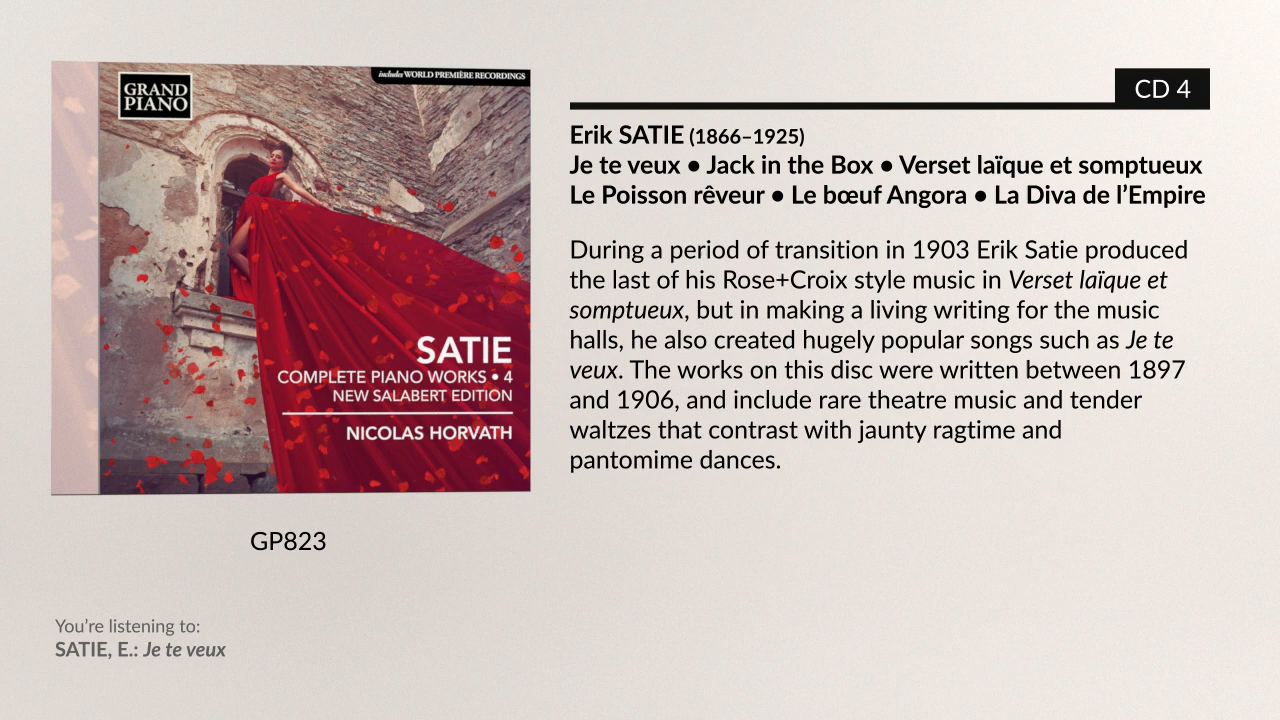 includes WORLD PREMIÈRE RECORDINGS
GRAND
PIANO
SATIE
COMPLETE PIANO WORKS • 4
NEW SALABERT EDITION
NICOLAS HORVATH
GP823
CD 4
Erik SATIE (1866–1925)
Je te veux ● Jack in the Box ● Verset laïque et somptueux
Le Poisson rêveur ● Le bœuf Angora ● La Diva de l’Empire
During a period of transition in 1903 Erik Satie produced
the last of his Rose+Croix style music in Verset laïque et
somptueux, but in making a living writing for the music
halls, he also created hugely popular songs such as Je te
veux. The works on this disc were written between 1897
and 1906, and include rare theatre music and tender
waltzes that contrast with jaunty ragtime and
pantomime dances.
You’re listening to:
SATIE, E.: Je te veux